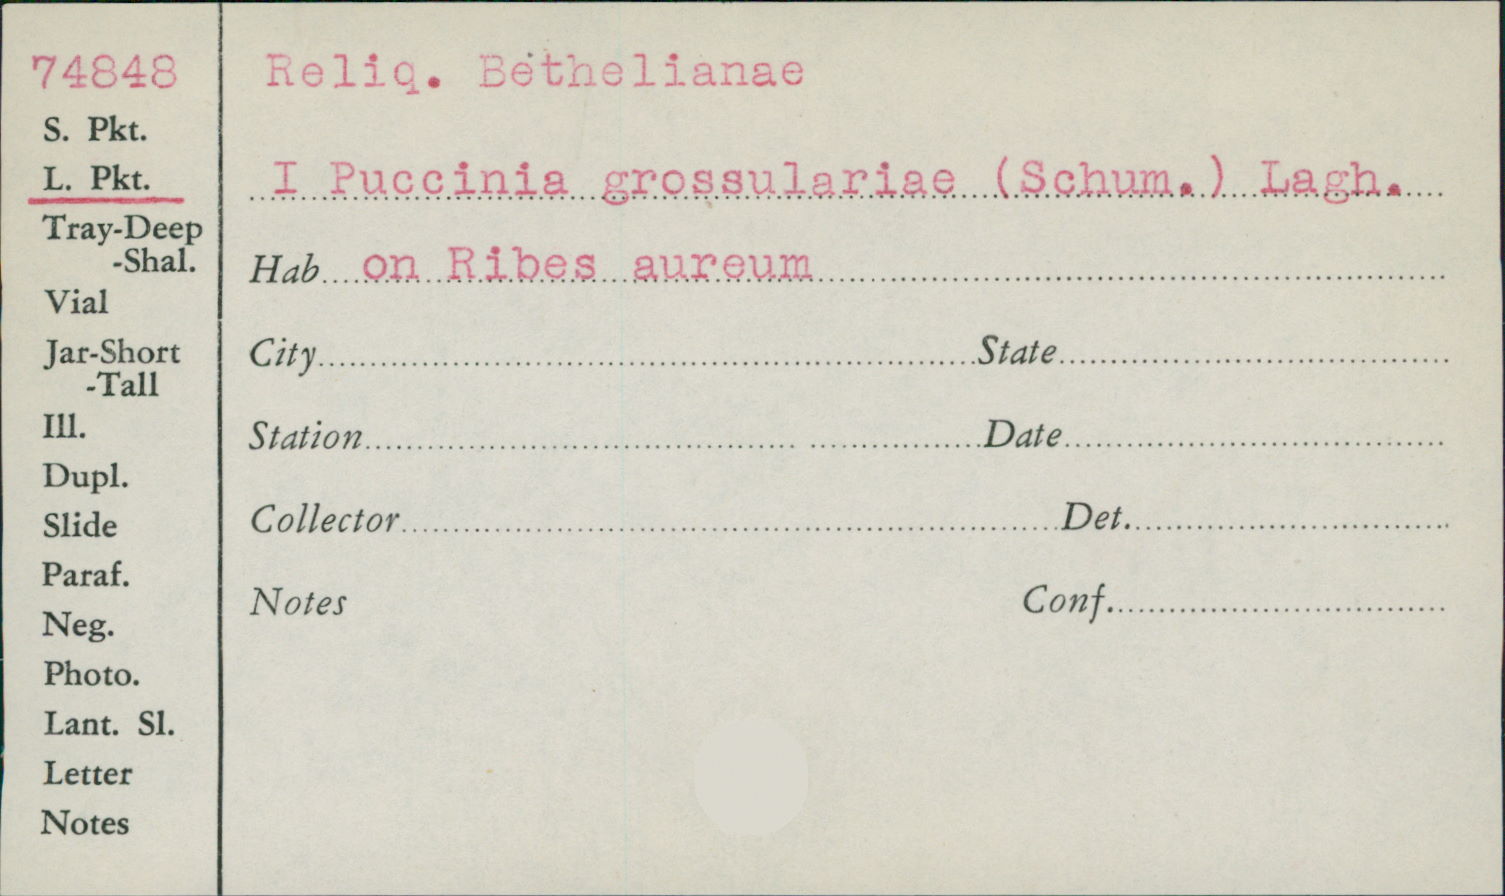 74848
S. Pkt.
L. Pkt.
Tray-Deep
-Shal.
Vial
Jar-Short
-Tall
Ill.
Dupl.
Slide
Paraf.
Neg.
Photo.
Lant. Sl.
Letter
Notes
Reliq. Bethelianae
I Puccinia grossulariae (Schum.) Lagh.
Hab on Ribes aureum
City State
Station Date
Collector Det.
Notes Conf.